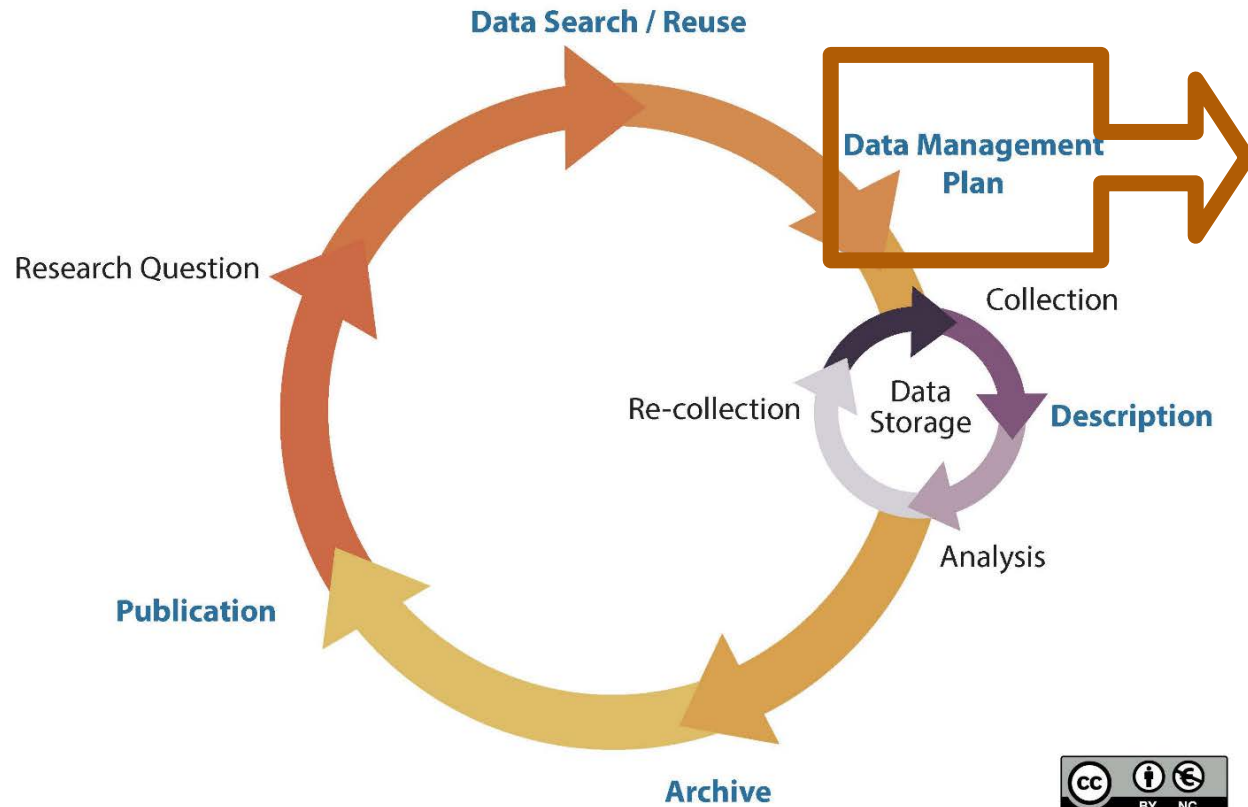 Data Search / Reuse
Data Management
Plan
Research Question
Collection
Re-collection
Data
Storage
Description
Analysis
Publication
Archive
cc
BY NC